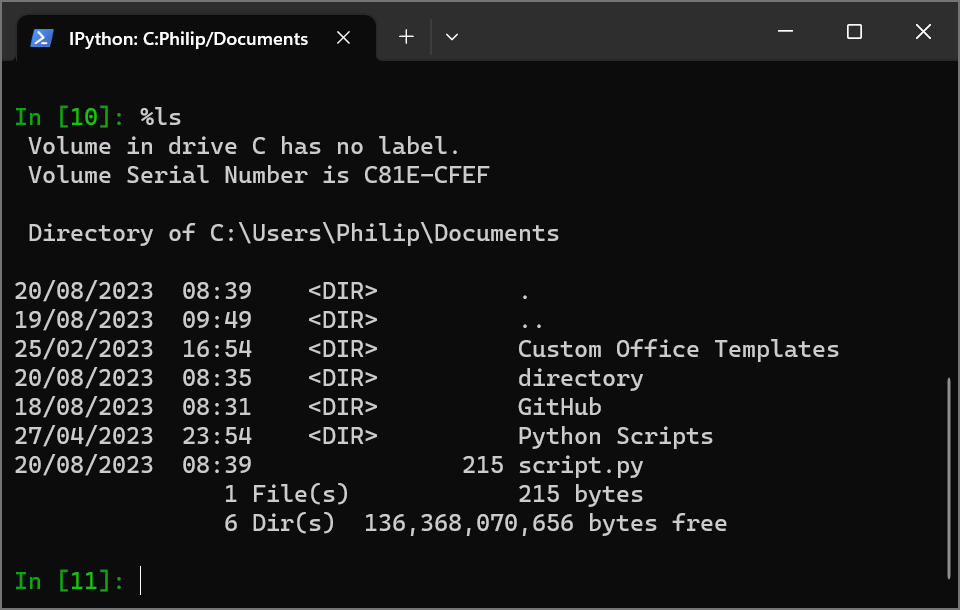 IPython: C:Philip/Documents
In [10]: %ls
 Volume in drive C has no label.
 Volume Serial Number is C81E-CFEF

 Directory of C:\Users\Philip\Documents

20/08/2023  08:39    <DIR>          .
19/08/2023  09:49    <DIR>          ..
25/02/2023  16:54    <DIR>          Custom Office Templates
20/08/2023  08:35    <DIR>          directory
18/08/2023  08:31    <DIR>          GitHub
27/04/2023  23:54    <DIR>          Python Scripts
20/08/2023  08:39               215 script.py
               1 File(s)            215 bytes
               6 Dir(s)  136,368,070,656 bytes free

In [11]: